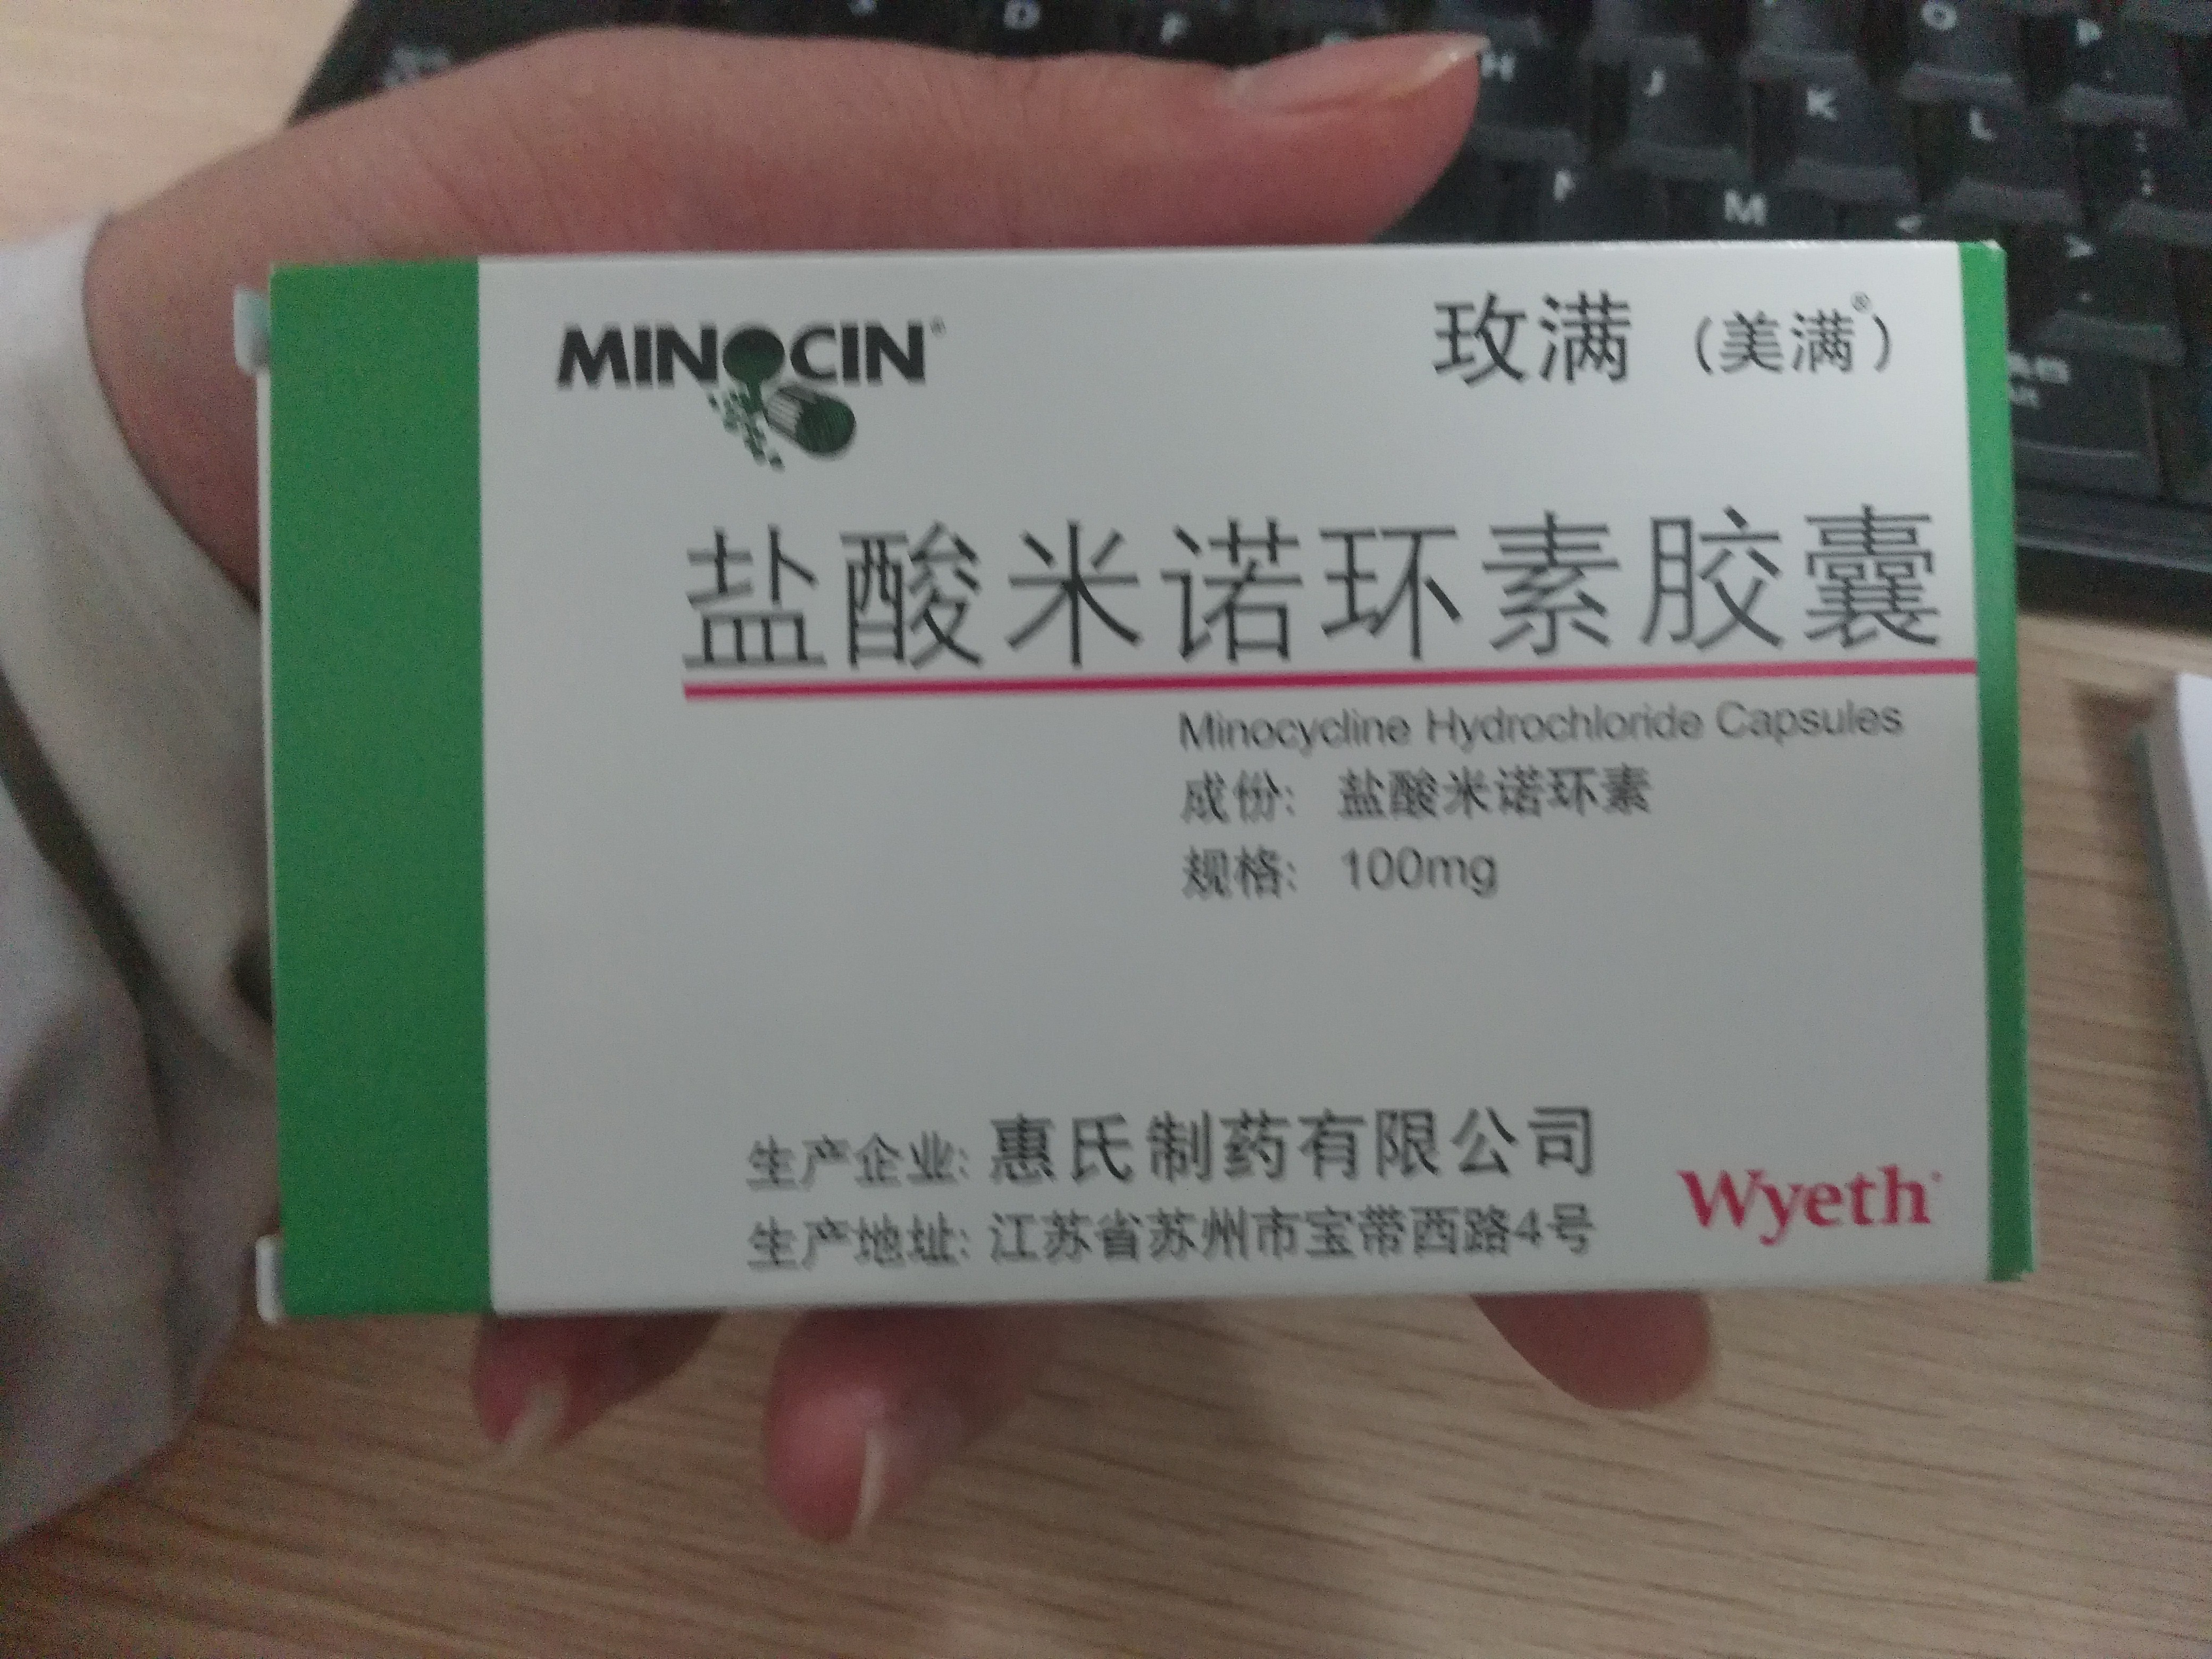 S D F
H J K L
O P
N M
MINOCIN®
玫满 (美满®)
盐酸米诺环素胶囊
Minocycline Hydrochloride Capsules
成份: 盐酸米诺环素
规格: 100mg
生产企业: 惠氏制药有限公司
生产地址: 江苏省苏州市宝带西路4号
Wyeth